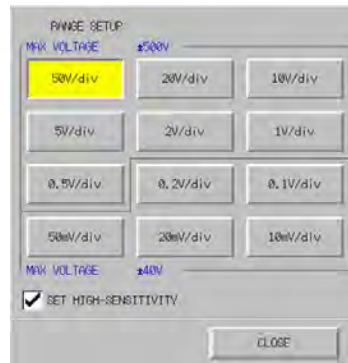 RANGE SETUP
MAX VOLTAGE ±500V
50V/div 20V/div 10V/div
5V/div 2V/div 1V/div
0.5V/div 0.2V/div 0.1V/div
50mV/div 20mV/div 10mV/div
MAX VOLTAGE ±40V
SET HIGH-SENSITIVITY
CLOSE